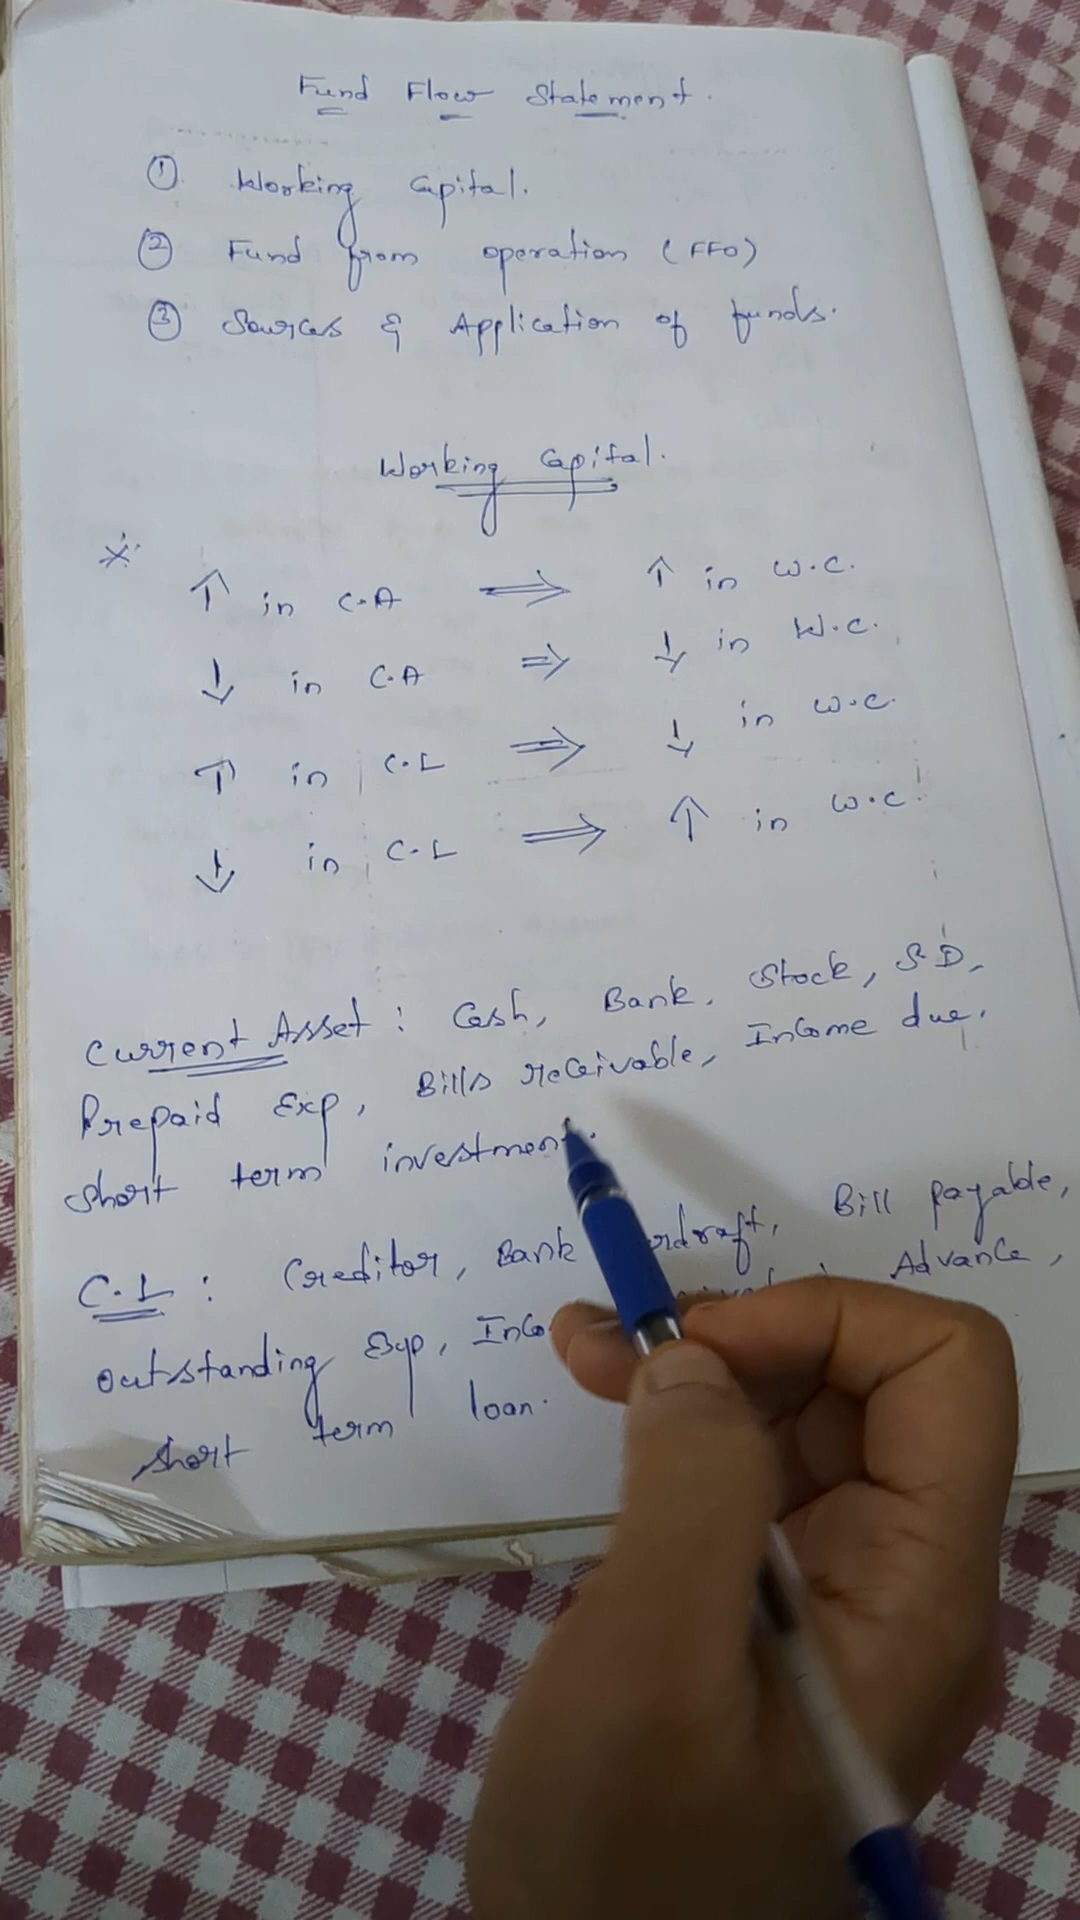 Fund Flow Statement.
① Working Capital.
② Fund from operation (FFO)
③ Sources & Application of funds.
Working Capital.
↑ in C.A ⇒ ↑ in W.C.
↓ in C.A ⇒ ↓ in W.C.
↑ in C.L ⇒ ↓ in W.C.
↓ in C.L ⇒ ↑ in W.C.
Current Asset : Cash, Bank, Stock, S.D,
Prepaid Exp, Bills receivable, Income due,
Short term investment.
C.L : Creditor, Bank Bill payable,
Outstanding Exp, Advance,
Short term loan.